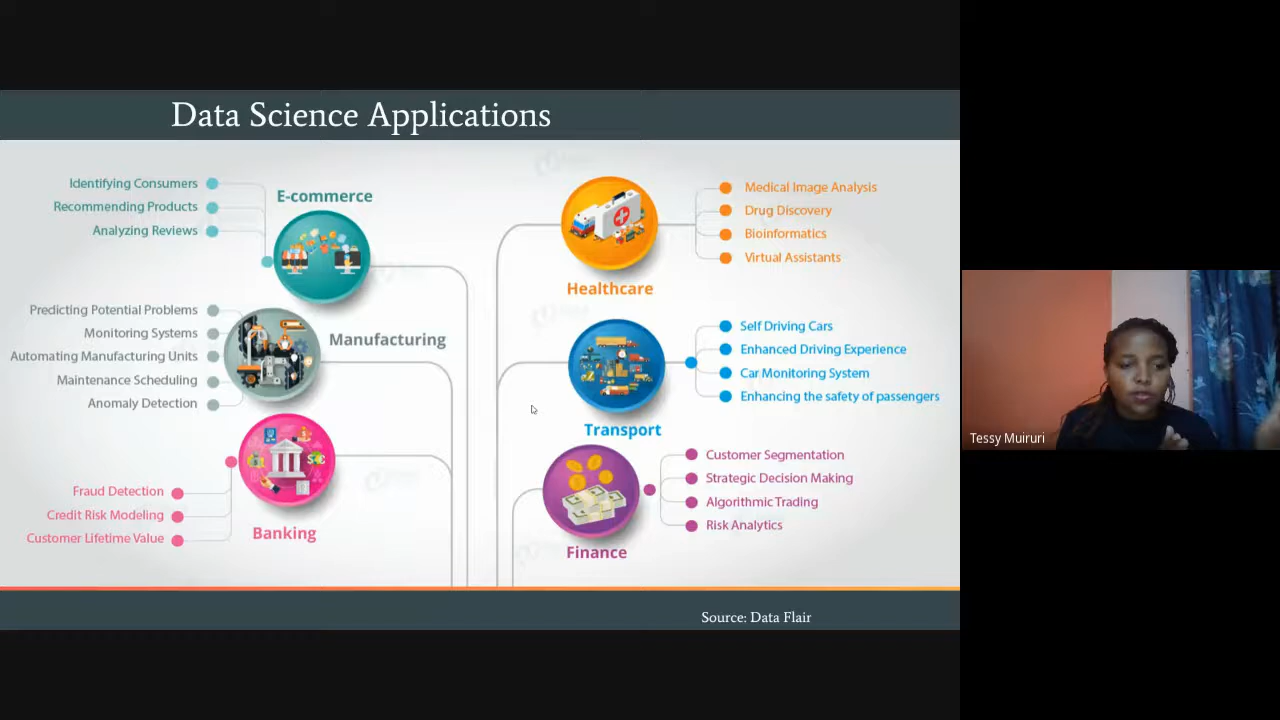 Data Science Applications
Identifying Consumers
Recommending Products
Analyzing Reviews
E-commerce
Predicting Potential Problems
Monitoring Systems
Automating Manufacturing Units
Maintenance Scheduling
Anomaly Detection
Manufacturing
Fraud Detection
Credit Risk Modeling
Customer Lifetime Value
Banking
Healthcare
Medical Image Analysis
Drug Discovery
Bioinformatics
Virtual Assistants
Transport
Self Driving Cars
Enhanced Driving Experience
Car Monitoring System
Enhancing the safety of passengers
Finance
Customer Segmentation
Strategic Decision Making
Algorithmic Trading
Risk Analytics
Source: Data Flair
Tessy Muiruri